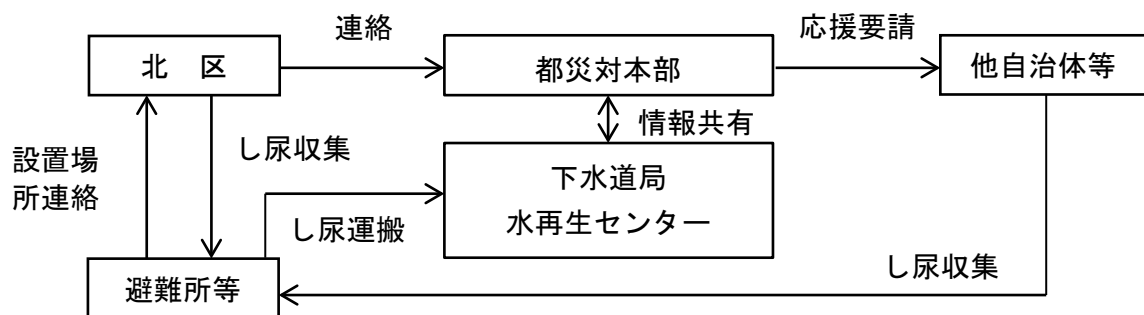 連絡
応援要請
北 区
都災対本部
他自治体等
情報共有
設置場
所連絡
し尿収集
下水道局
水再生センター
し尿運搬
し尿収集
避難所等